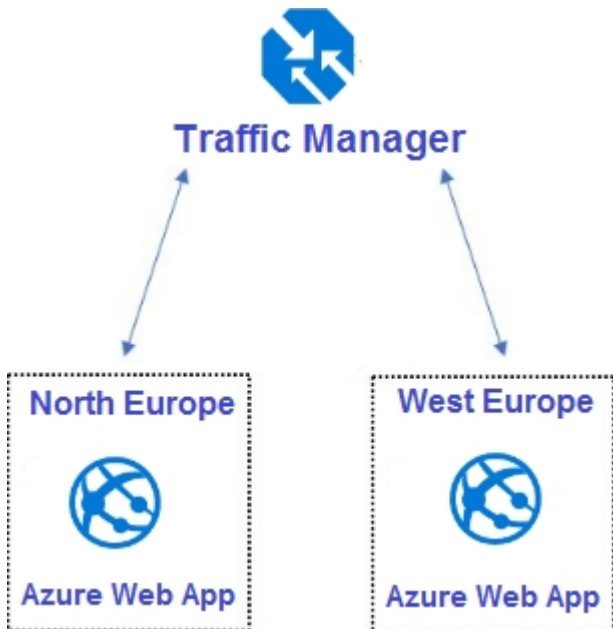 Traffic Manager
North Europe
Azure Web App
West Europe
Azure Web App